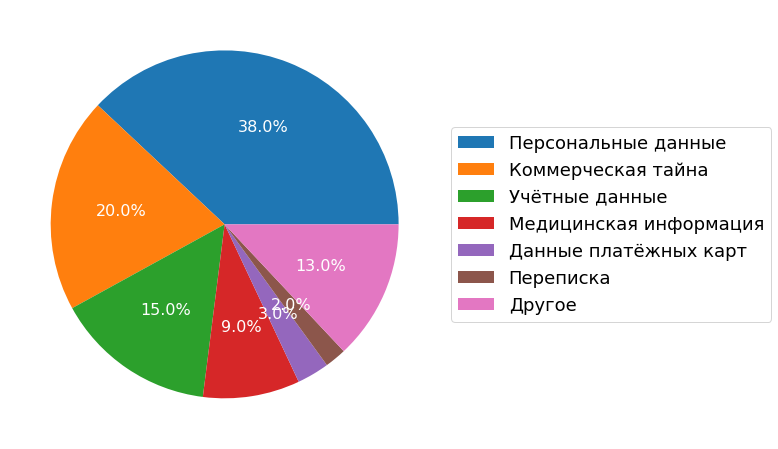 38.0%
20.0%
15.0%
9.0%
3.0%
2.0%
13.0%
Персональные данные
Коммерческая тайна
Учётные данные
Медицинская информация
Данные платёжных карт
Переписка
Другое